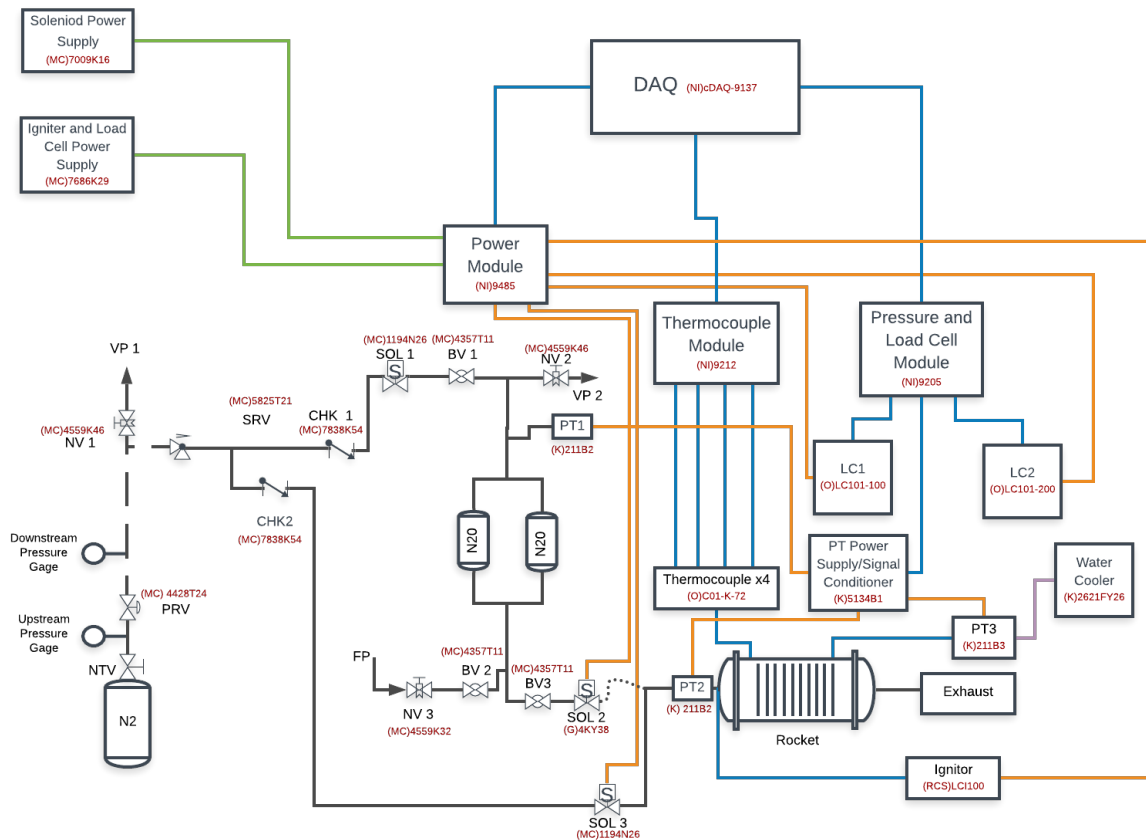 Soleniod Power
Supply
(MC)7009K16
Igniter and Load
Cell Power
Supply
(MC)7686K29
DAQ (NI)cDAQ-9137
Power
Module
(NI)9485
Thermocouple
Module
(NI)9212
Pressure and
Load Cell
Module
(NI)9205
VP 1
(MC)4559K46
NV 1
(MC)5825T21
SRV
CHK 1
(MC)7838K54
(MC)1194N26
SOL 1
(MC)4357T11
BV 1
(MC)4559K46
NV 2
VP 2
PT1
(K)211B2
LC1
(O)LC101-100
LC2
(O)LC101-200
CHK2
(MC)7838K54
N20
N20
Downstream
Pressure
Gage
(MC) 4428T24
PRV
Upstream
Pressure
Gage
NTV
N2
Thermocouple x4
(O)C01-K-72
PT Power
Supply/Signal
Conditioner
(K)5134B1
Water
Cooler
(K)2621FY26
PT3
(K)211B3
FP
(MC)4357T11
BV 2
(MC)4357T11
BV3
NV 3
(MC)4559K32
S
S
S
SOL 2
(G)4KY38
PT2
(K) 211B2
Rocket
Exhaust
Ignitor
(RCS)LCI100
SOL 3
(MC)1194N26